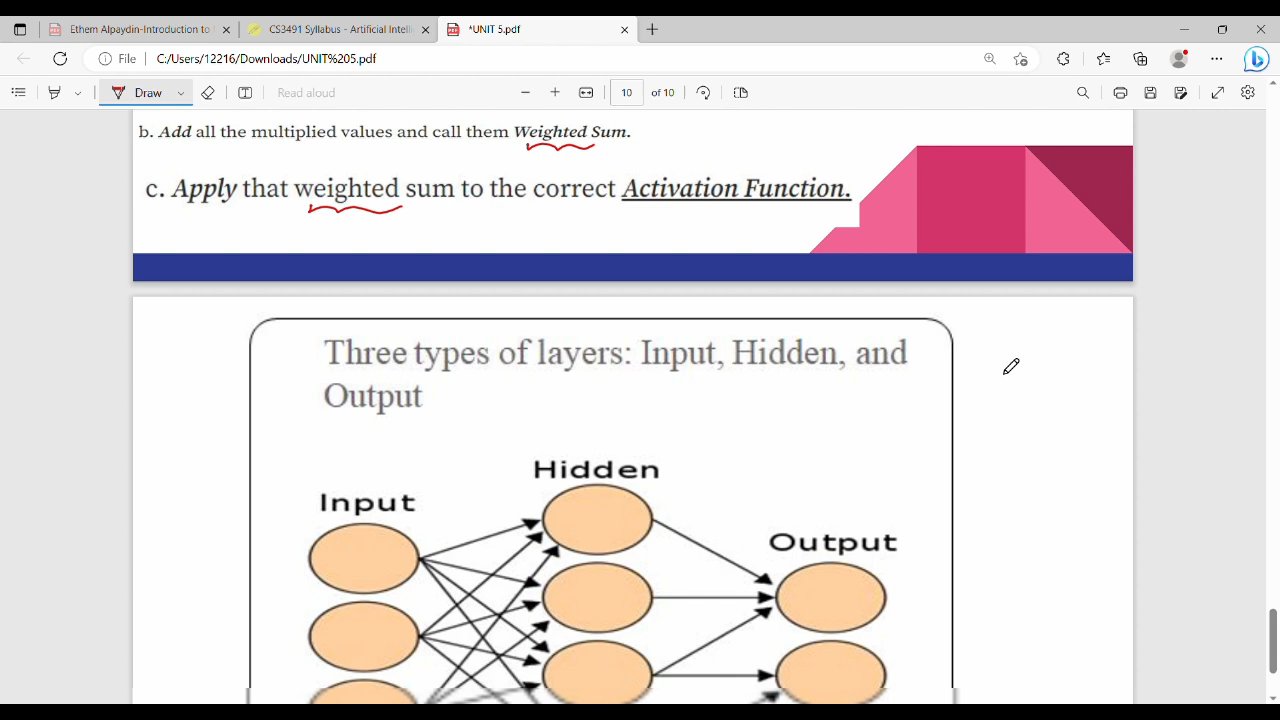 Ethem Alpaydin-Introduction to
CS3491 Syllabus - Artificial Intelli
*UNIT 5.pdf
File
C:/Users/12216/Downloads/UNIT%205.pdf
Draw
Read aloud
10 of 10
b. Add all the multiplied values and call them Weighted Sum.
c. Apply that weighted sum to the correct Activation Function.
Three types of layers: Input, Hidden, and
Output
Hidden
Input
Output